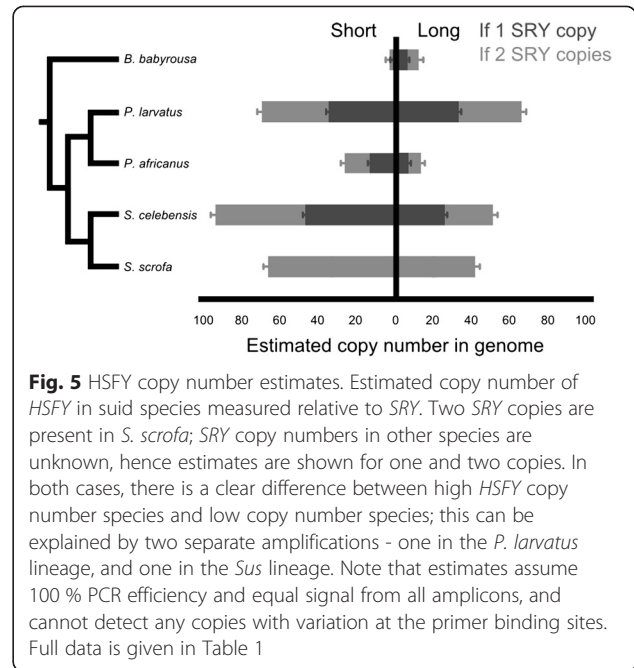 Short Long If 1 SRY copy
If 2 SRY copies
B. babyrousa
P. larvatus
P. africanus
S. celebensis
S. scrofa
100 80 60 40 20 0 20 40 60 80 100
Estimated copy number in genome
Fig. 5 HSFY copy number estimates. Estimated copy number of
HSFY in suid species measured relative to SRY. Two SRY copies are
present in S. scrofa; SRY copy numbers in other species are
unknown, hence estimates are shown for one and two copies. In
both cases, there is a clear difference between high HSFY copy
number species and low copy number species; this can be
explained by two separate amplifications - one in the P. larvatus
lineage, and one in the Sus lineage. Note that estimates assume
100 % PCR efficiency and equal signal from all amplicons, and
cannot detect any copies with variation at the primer binding sites.
Full data is given in Table 1